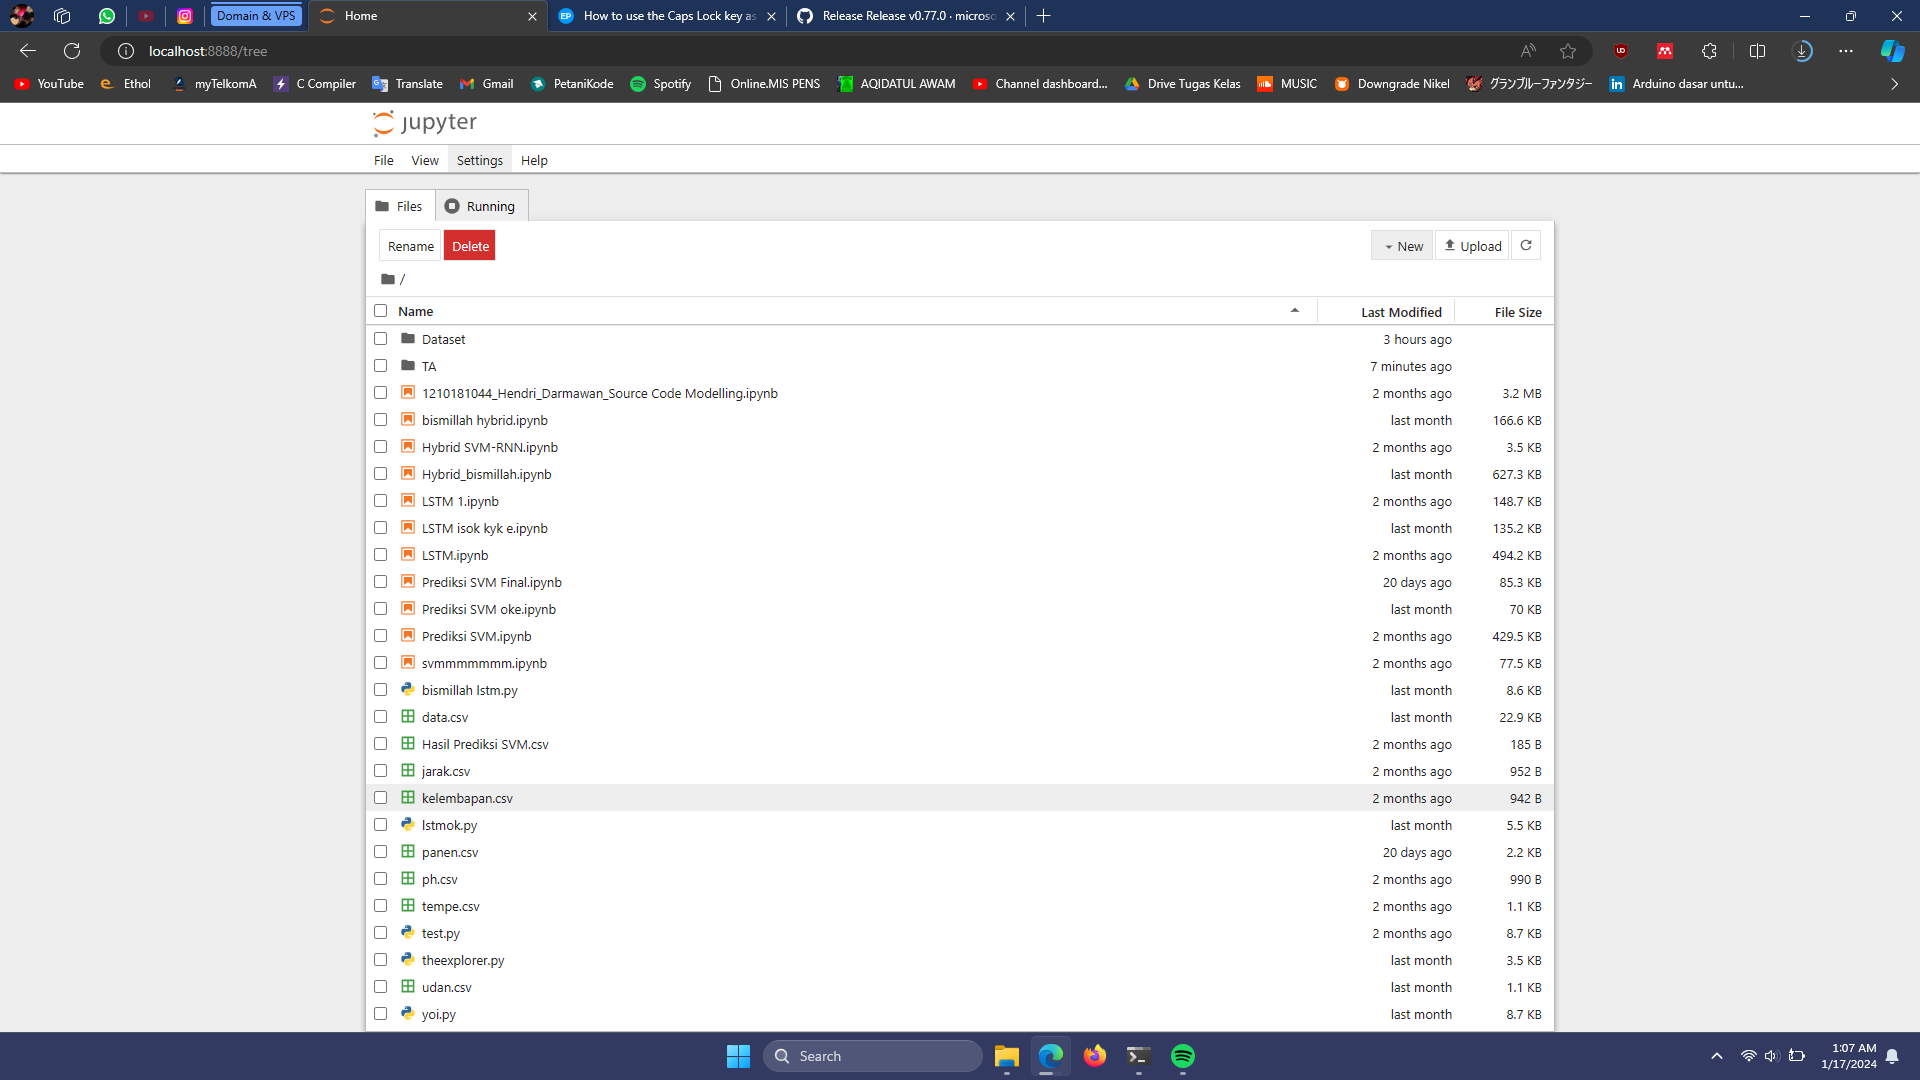 Domain & VPS
Home
How to use the Caps Lock key as
Release Release v0.77.0 · microso
localhost:8888/tree
YouTube
Ethol
myTelkomA
C Compiler
Translate
Gmail
PetaniKode
Spotify
Online.MIS PENS
AQIDATUL AWAM
Channel dashboard...
Drive Tugas Kelas
MUSIC
Downgrade Nikel
グランブルーファンタジー
Arduino dasar untu...
jupyter
File View Settings Help
Files Running
Rename Delete New Upload
/
Name Last Modified File Size
Dataset 3 hours ago
TA 7 minutes ago
1210181044_Hendri_Darmawan_Source Code Modelling.ipynb 2 months ago 3.2 MB
bismillah hybrid.ipynb last month 166.6 KB
Hybrid SVM-RNN.ipynb 2 months ago 3.5 KB
Hybrid_bismillah.ipynb last month 627.3 KB
LSTM 1.ipynb 2 months ago 148.7 KB
LSTM isok kyk e.ipynb last month 135.2 KB
LSTM.ipynb 2 months ago 494.2 KB
Prediksi SVM Final.ipynb 20 days ago 85.3 KB
Prediksi SVM oke.ipynb last month 70 KB
Prediksi SVM.ipynb 2 months ago 429.5 KB
svmmmmmmm.ipynb 2 months ago 77.5 KB
bismillah lstm.py last month 8.6 KB
data.csv last month 22.9 KB
Hasil Prediksi SVM.csv 2 months ago 185 B
jarak.csv 2 months ago 952 B
kelembapan.csv 2 months ago 942 B
lstmok.py last month 5.5 KB
panen.csv 20 days ago 2.2 KB
ph.csv 2 months ago 990 B
tempe.csv 2 months ago 1.1 KB
test.py 2 months ago 8.7 KB
theexplorer.py last month 3.5 KB
udan.csv last month 1.1 KB
yoi.py last month 8.7 KB
Search
1:07 AM
1/17/2024